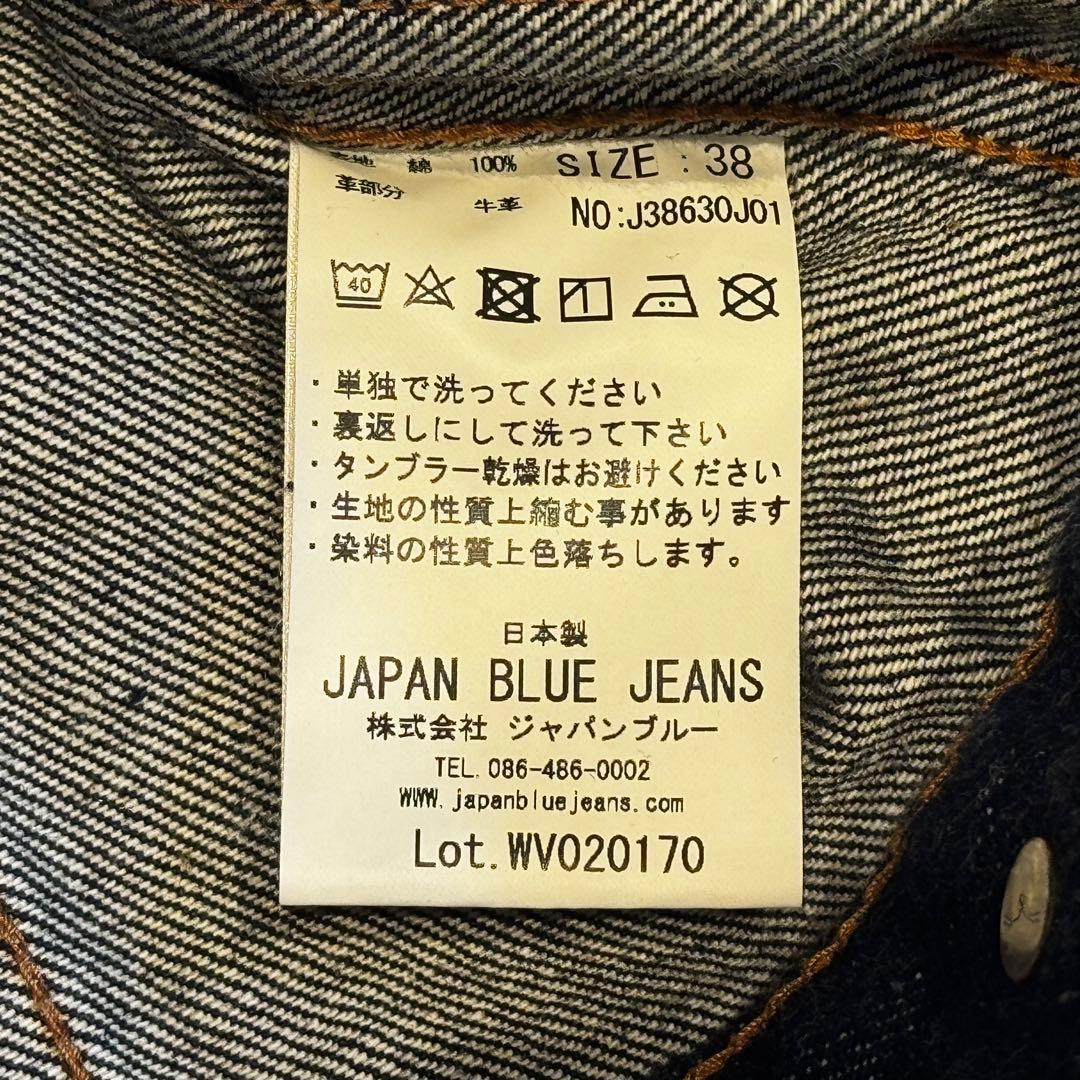 綿 100% SIZE : 38
革部分 牛革 NO:J38630J01
40
・単独で洗ってください
・裏返しにして洗って下さい
・タンブラー乾燥はお避けください
・生地の性質上縮む事があります
・染料の性質上色落ちします。
日本製
JAPAN BLUE JEANS
株式会社 ジャパンブルー
TEL. 086-486-0002
WWW. japanbluejeans.com
Lot. WV020170